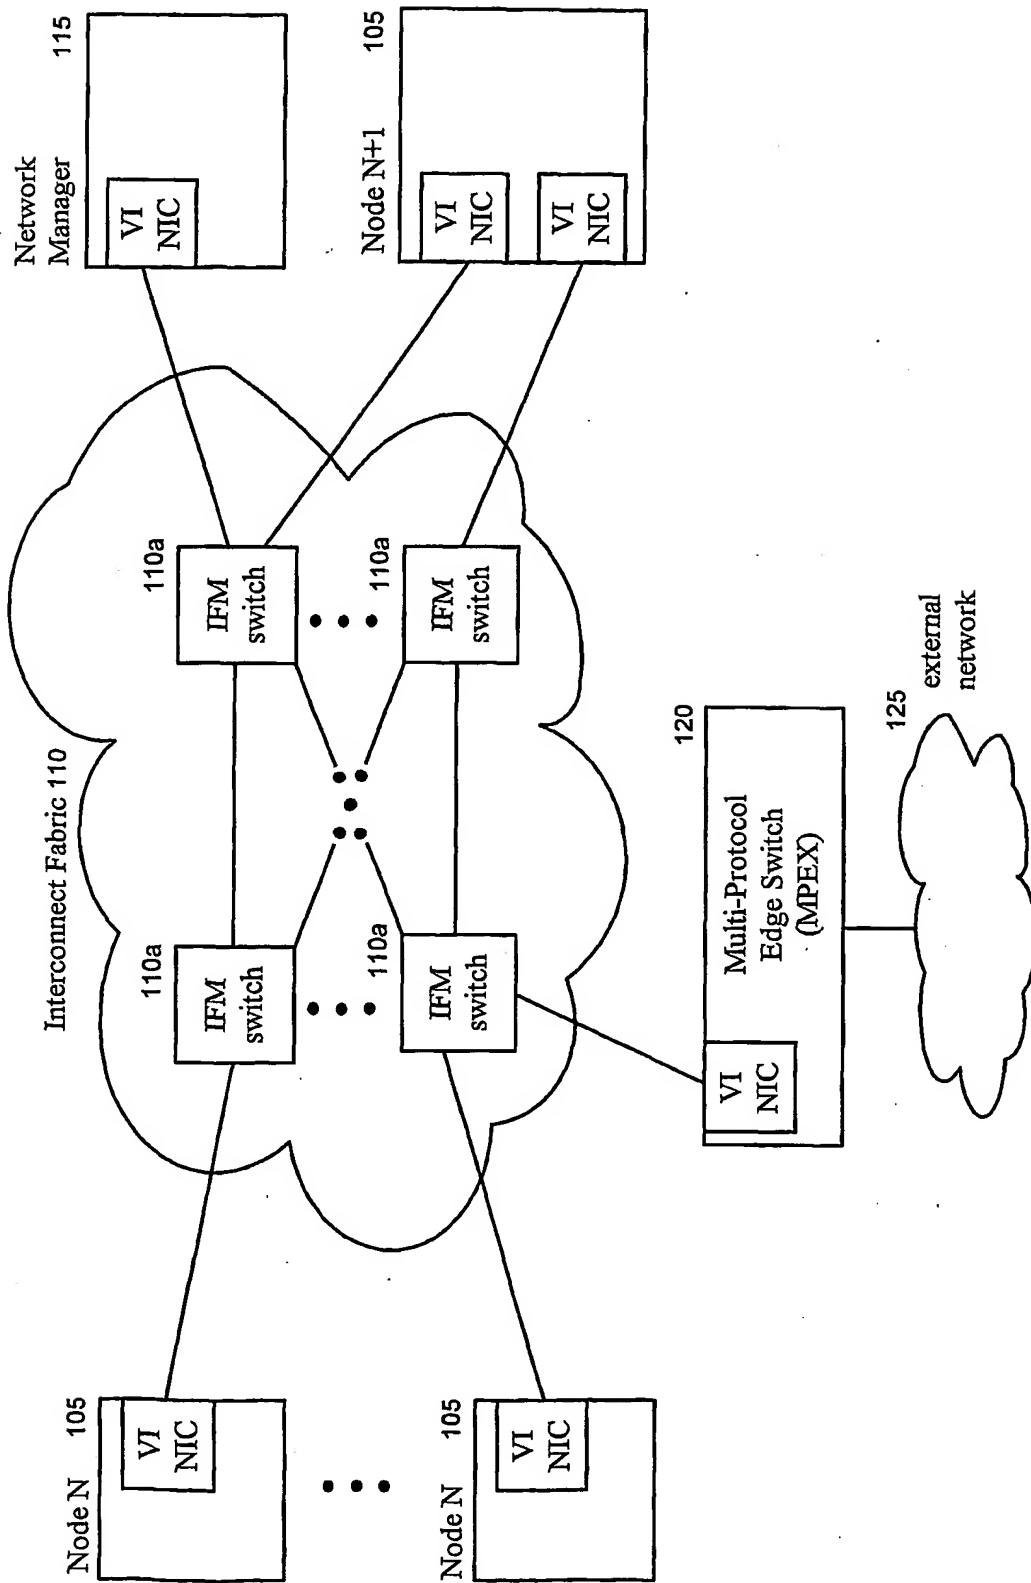 Network
Manager
115
VI
NIC
Node N+1
105
VI
NIC
VI
NIC
Interconnect Fabric 110
110a
IFM
switch
110a
IFM
switch
110a
IFM
switch
110a
IFM
switch
Node N
105
VI
NIC
Node N
105
VI
NIC
120
Multi-Protocol
Edge Switch
(MPEX)
VI
NIC
125
external
network